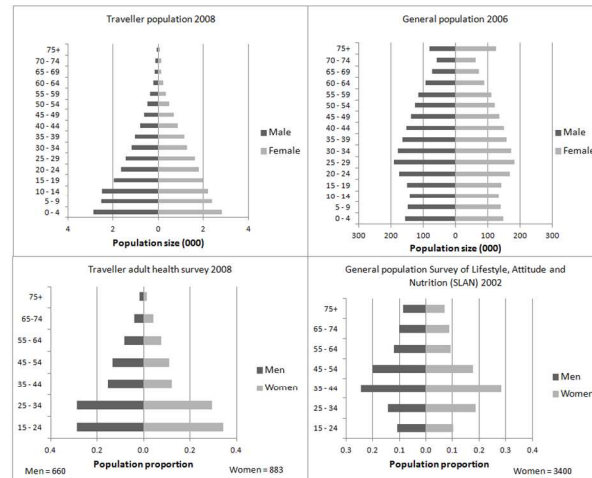 Traveller population 2008
75+
70 - 74
65 - 69
60 - 64
55 - 59
50 - 54
45 - 49
40 - 44
35 - 39
30 - 34
25 - 29
20 - 24
15 - 19
10 - 14
5 - 9
0 - 4
4 2 0 2 4
Population size (000)
Male
Female
General population 2006
75+
70 - 74
65 - 69
60 - 64
55 - 59
50 - 54
45 - 49
40 - 44
35 - 39
30 - 34
25 - 29
20 - 24
15 - 19
10 - 14
5 - 9
0 - 4
300 200 100 0 100 200 300
Population size (000)
Male
Female
Traveller adult health survey 2008
75+
65-74
55 - 64
45 - 54
35 - 44
25 - 34
15 - 24
0.4 0.2 0.0 0.2 0.4
Population proportion
Men
Women
Men = 660
Women = 883
General population Survey of Lifestyle, Attitude and
Nutrition (SLAN) 2002
75+
65 - 74
55 - 64
45 - 54
35 - 44
25 - 34
15 - 24
0.3 0.2 0.1 0.0 0.1 0.2 0.3 0.4
Population proportion
Men
Women
Women = 3400